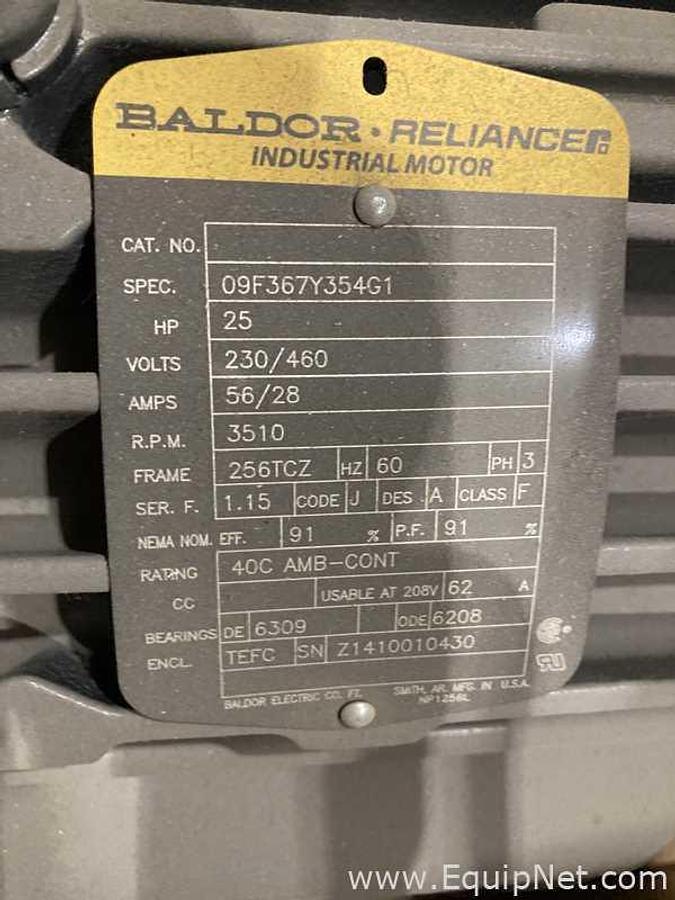 BALDOR • RELIANCER
INDUSTRIAL MOTOR
CAT. NO.
SPEC. 09F367Y354G1
HP 25
VOLTS 230/460
AMPS 56/28
R.P.M. 3510
FRAME 256TCZ HZ 60 PH 3
SER. F. 1.15 CODE J DES A CLASS F
NEMA NOM. EFF. 91 % P.F. 91 %
RATING 40C AMB-CONT
CC USABLE AT 208V 62 A
BEARINGS DE 6309 ODE 6208
ENCL. TEFC SN Z1410010430
BALDOR ELECTRIC CO. FT. SMITH, AR. MFG. IN U.S.A.
NP1256L
www.EquipNet.com